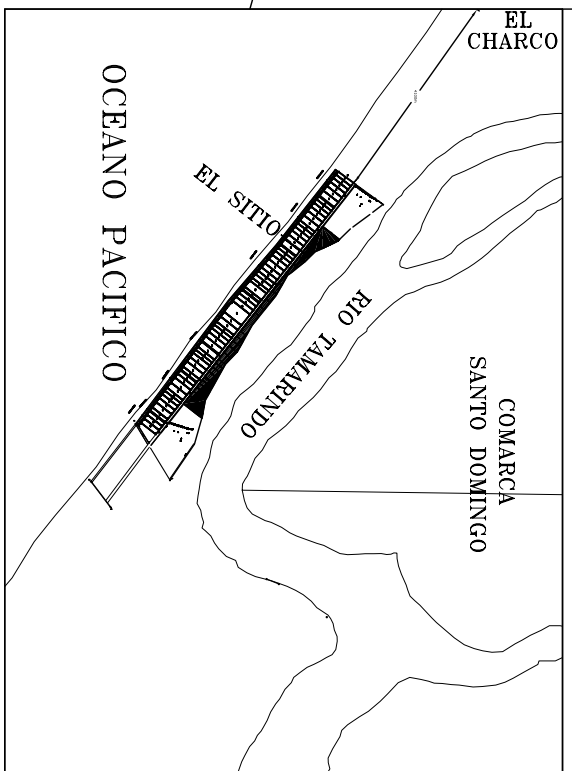 EL
CHARCO
OCEANO PACIFICO
EL SITIO
RIO TAMARINDO
COMARCA
SANTO DOMINGO